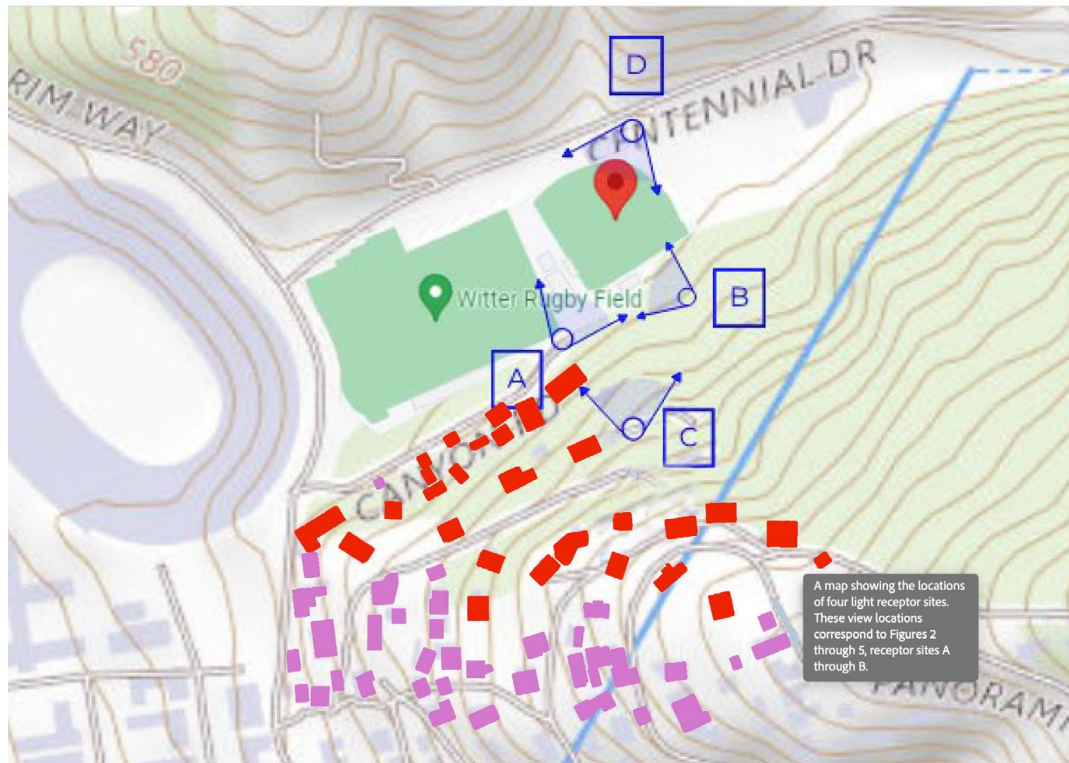 D
580
RIM WAY
CENTENNIAL DR
Witter Rugby Field
B
A
C
CANYON RD
A map showing the locations
of four light receptor sites.
These view locations
correspond to Figures 2
through 5, receptor sites A
through B.